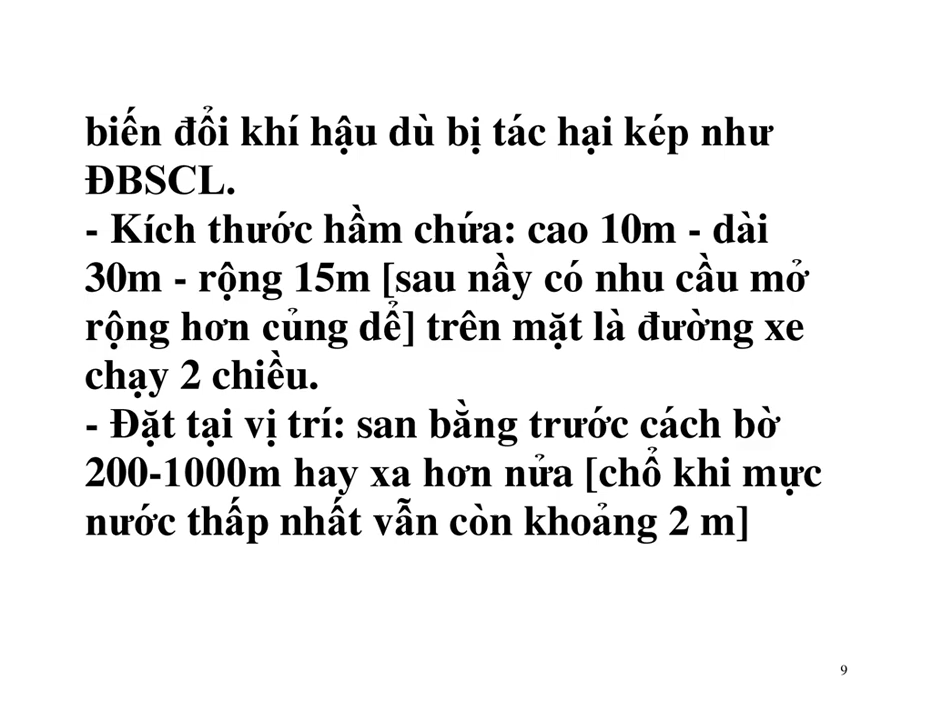 biến đổi khí hậu dù bị tác hại kép như
ĐBSCL.
- Kích thước hầm chứa: cao 10m - dài
30m - rộng 15m [sau nầy có nhu cầu mở
rộng hơn củng dể] trên mặt là đường xe
chạy 2 chiều.
- Đặt tại vị trí: san bằng trước cách bờ
200-1000m hay xa hơn nửa [chổ khi mực
nước thấp nhất vẫn còn khoảng 2 m]
9